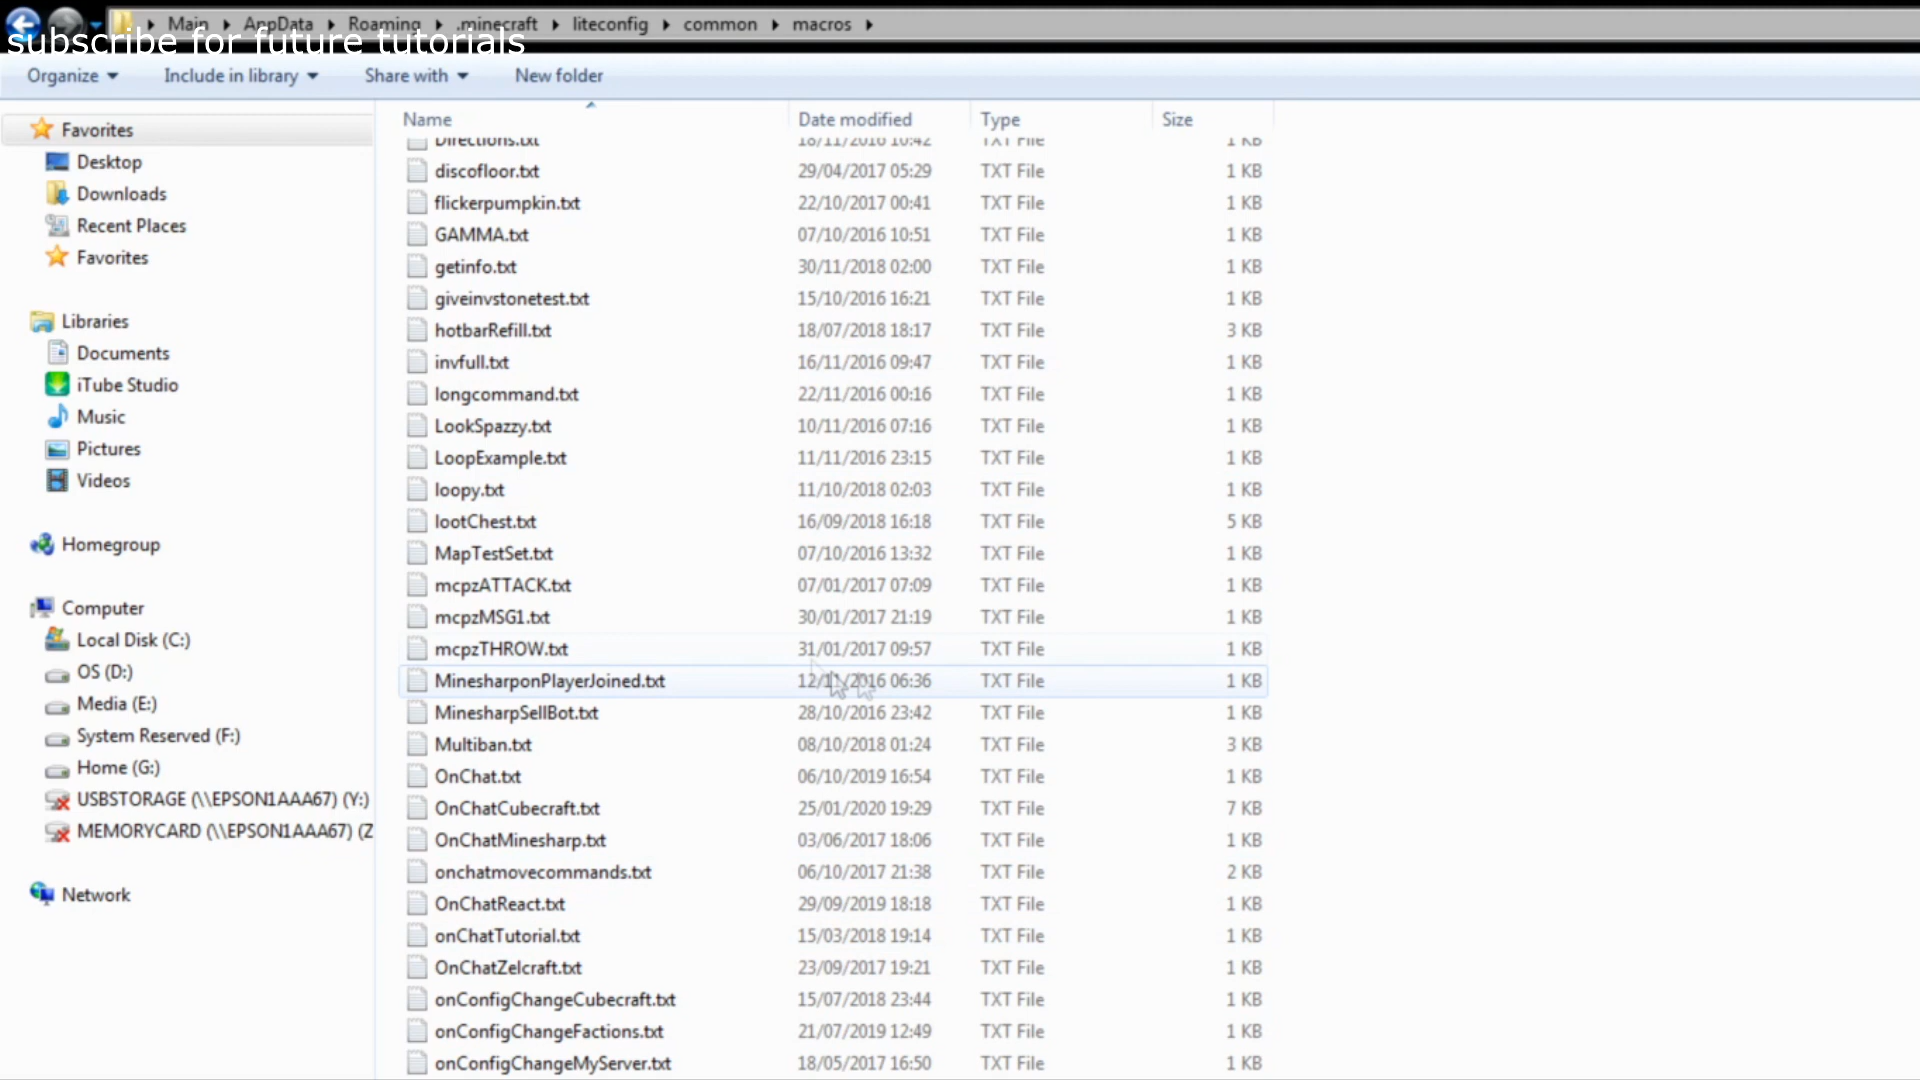 Main ▸ AppData ▸ Roaming ▸ .minecraft ▸ liteconfig ▸ common ▸ macros ▸
subscribe for future tutorials
Organize Include in library Share with New folder
Favorites
Desktop
Downloads
Recent Places
Favorites
Libraries
Documents
iTube Studio
Music
Pictures
Videos
Homegroup
Computer
Local Disk (C:)
OS (D:)
Media (E:)
System Reserved (F:)
Home (G:)
USBSTORAGE (\\EPSON1AAA67) (Y:)
MEMORYCARD (\\EPSON1AAA67) (Z
Network
Name Date modified Type Size
Directions.txt 18/11/2016 10:42 TXT File 1 KB
discofloor.txt 29/04/2017 05:29 TXT File 1 KB
flickerpumpkin.txt 22/10/2017 00:41 TXT File 1 KB
GAMMA.txt 07/10/2016 10:51 TXT File 1 KB
getinfo.txt 30/11/2018 02:00 TXT File 1 KB
giveinvstonetest.txt 15/10/2016 16:21 TXT File 1 KB
hotbarRefill.txt 18/07/2018 18:17 TXT File 3 KB
invfull.txt 16/11/2016 09:47 TXT File 1 KB
longcommand.txt 22/11/2016 00:16 TXT File 1 KB
LookSpazzy.txt 10/11/2016 07:16 TXT File 1 KB
LoopExample.txt 11/11/2016 23:15 TXT File 1 KB
loopy.txt 11/10/2018 02:03 TXT File 1 KB
lootChest.txt 16/09/2018 16:18 TXT File 5 KB
MapTestSet.txt 07/10/2016 13:32 TXT File 1 KB
mcpzATTACK.txt 07/01/2017 07:09 TXT File 1 KB
mcpzMSG1.txt 30/01/2017 21:19 TXT File 1 KB
mcpzTHROW.txt 31/01/2017 09:57 TXT File 1 KB
MinesharponPlayerJoined.txt 12/11/2016 06:36 TXT File 1 KB
MinesharpSellBot.txt 28/10/2016 23:42 TXT File 1 KB
Multiban.txt 08/10/2018 01:24 TXT File 3 KB
OnChat.txt 06/10/2019 16:54 TXT File 1 KB
OnChatCubecraft.txt 25/01/2020 19:29 TXT File 7 KB
OnChatMinesharp.txt 03/06/2017 18:06 TXT File 1 KB
onchatmovecommands.txt 06/10/2017 21:38 TXT File 2 KB
OnChatReact.txt 29/09/2019 18:18 TXT File 1 KB
onChatTutorial.txt 15/03/2018 19:14 TXT File 1 KB
OnChatZelcraft.txt 23/09/2017 19:21 TXT File 1 KB
onConfigChangeCubecraft.txt 15/07/2018 23:44 TXT File 1 KB
onConfigChangeFactions.txt 21/07/2019 12:49 TXT File 1 KB
onConfigChangeMyServer.txt 18/05/2017 16:50 TXT File 1 KB